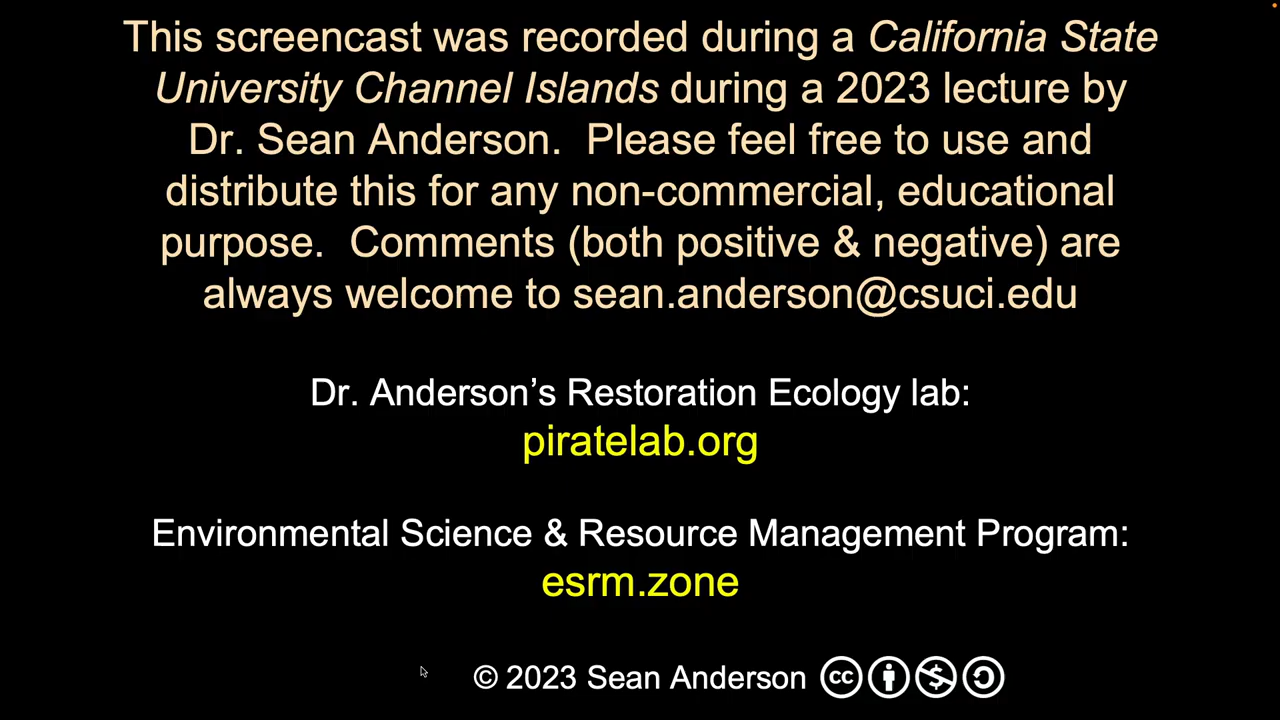 This screencast was recorded during a California State
University Channel Islands during a 2023 lecture by
Dr. Sean Anderson.  Please feel free to use and
distribute this for any non-commercial, educational
purpose.  Comments (both positive & negative) are
always welcome to sean.anderson@csuci.edu
Dr. Anderson’s Restoration Ecology lab:
piratelab.org
Environmental Science & Resource Management Program:
esrm.zone
© 2023 Sean Anderson cc